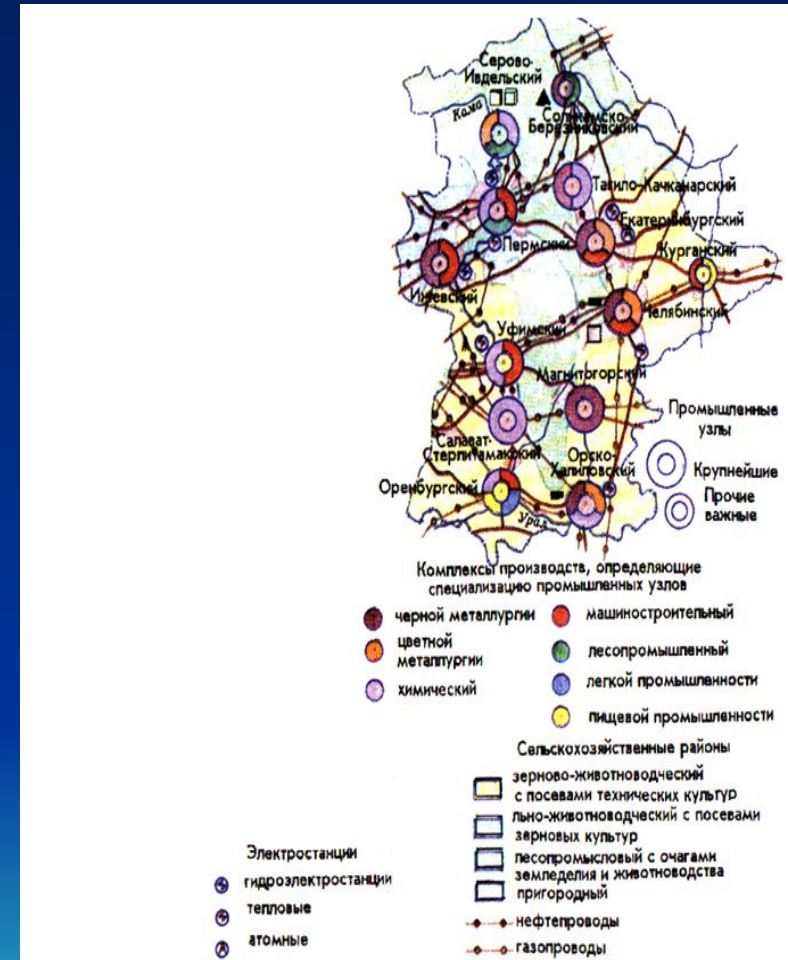 Серово-
Ивдельский
Кама
Соликамско-
Березниковский
Тагило-Качканарский
Екатеринбургский
Пермский
Курганский
Ижевский
Челябинский
Уфимский
Магнитогорский
Промышленные
узлы
Салават-
Стерлитамакский
Орско-
Халиловский
Крупнейшие
Оренбургский
Прочие
важные
Урал
Комплексы производств, определяющие
специализацию промышленных узлов
черной металлургии
машиностроительный
цветной
металлургии
лесопромышленный
химический
легкой промышленности
пищевой промышленности
Сельскохозяйственные районы
зерново-животноводческий
с посевами технических культур
льно-животноводческий с посевами
зерновых культур
лесопромысловый с очагами
земледелия и животноводства
пригородный
Электростанции
гидроэлектростанции
тепловые
атомные
нефтепроводы
газопроводы